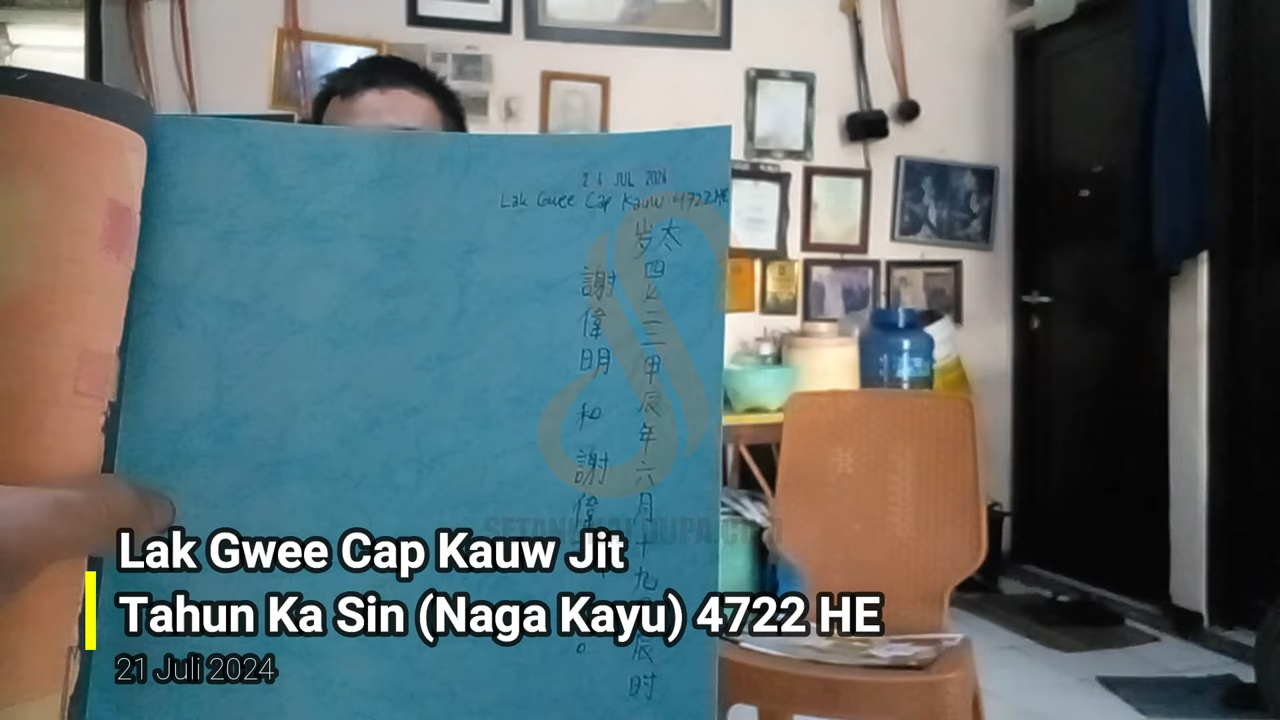 2 4 JUL 2024
Lak Gwee Cap Kauw 4722 HE
太岁四七二二甲辰年六月十九辰时
謝偉明和謝偉
Lak Gwee Cap Kauw Jit
Tahun Ka Sin (Naga Kayu) 4722 HE
21 Juli 2024